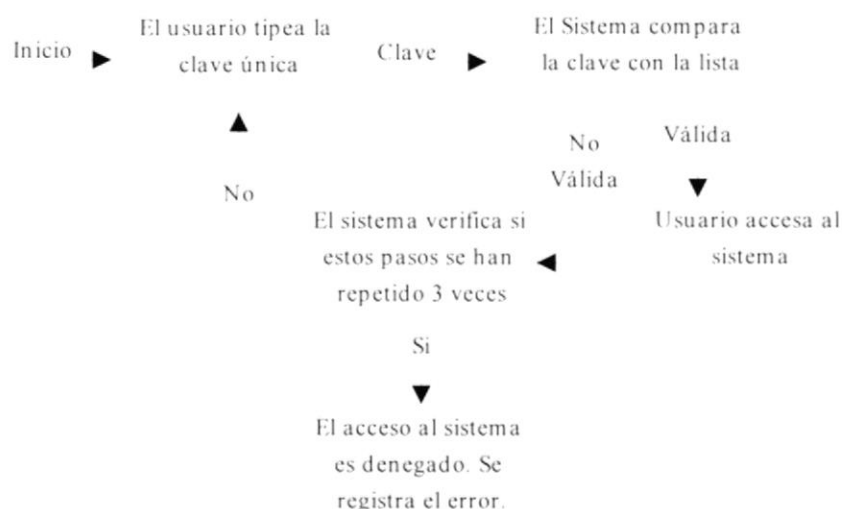 Inicio
El usuario tipea la
clave única
Clave
El Sistema compara
la clave con la lista
No
Válida
Válida
No
El sistema verifica si
estos pasos se han
repetido 3 veces
Usuario accesa al
sistema
Si
El acceso al sistema
es denegado. Se
registra el error.